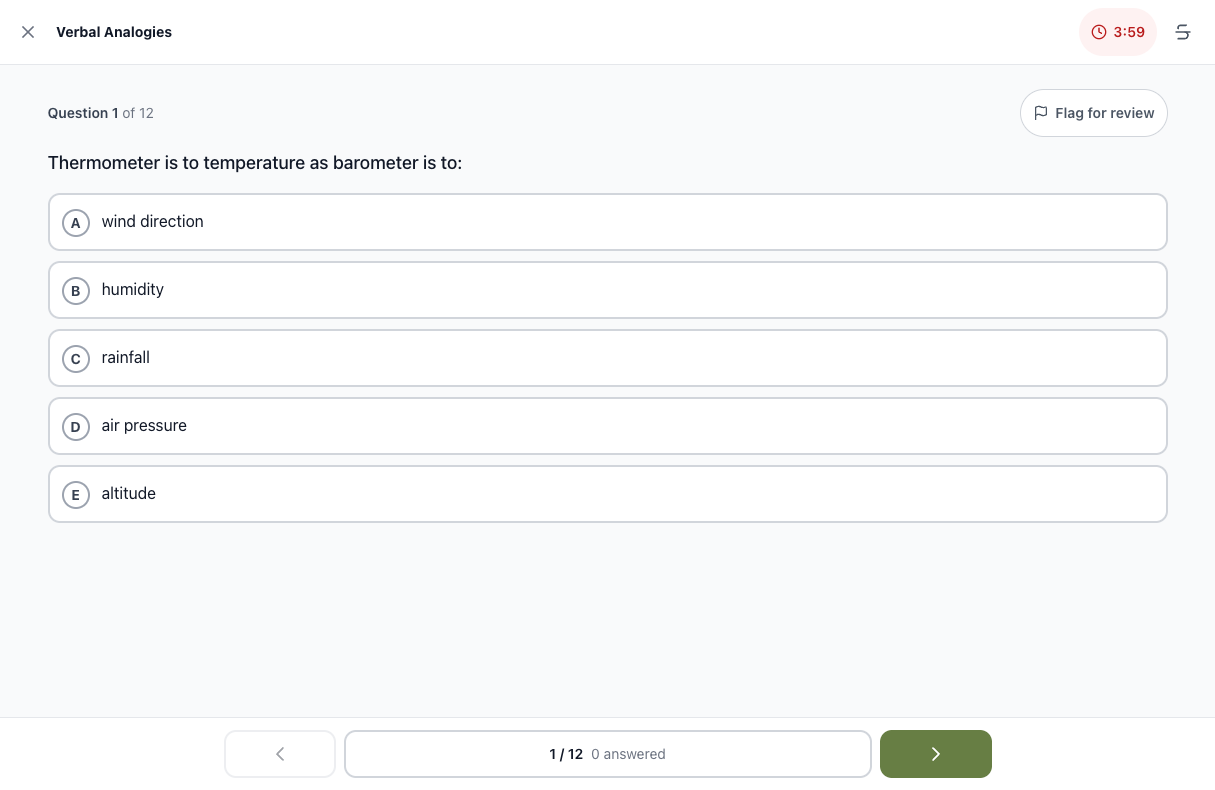 Verbal Analogies
3:59
Question 1 of 12
Flag for review
Thermometer is to temperature as barometer is to:
A wind direction
B humidity
C rainfall
D air pressure
E altitude
1 / 12 0 answered